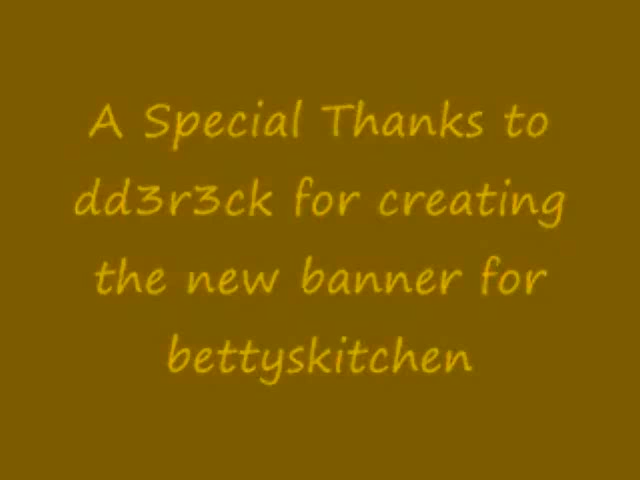 A Special Thanks to
dd3r3ck for creating
the new banner for
bettyskitchen